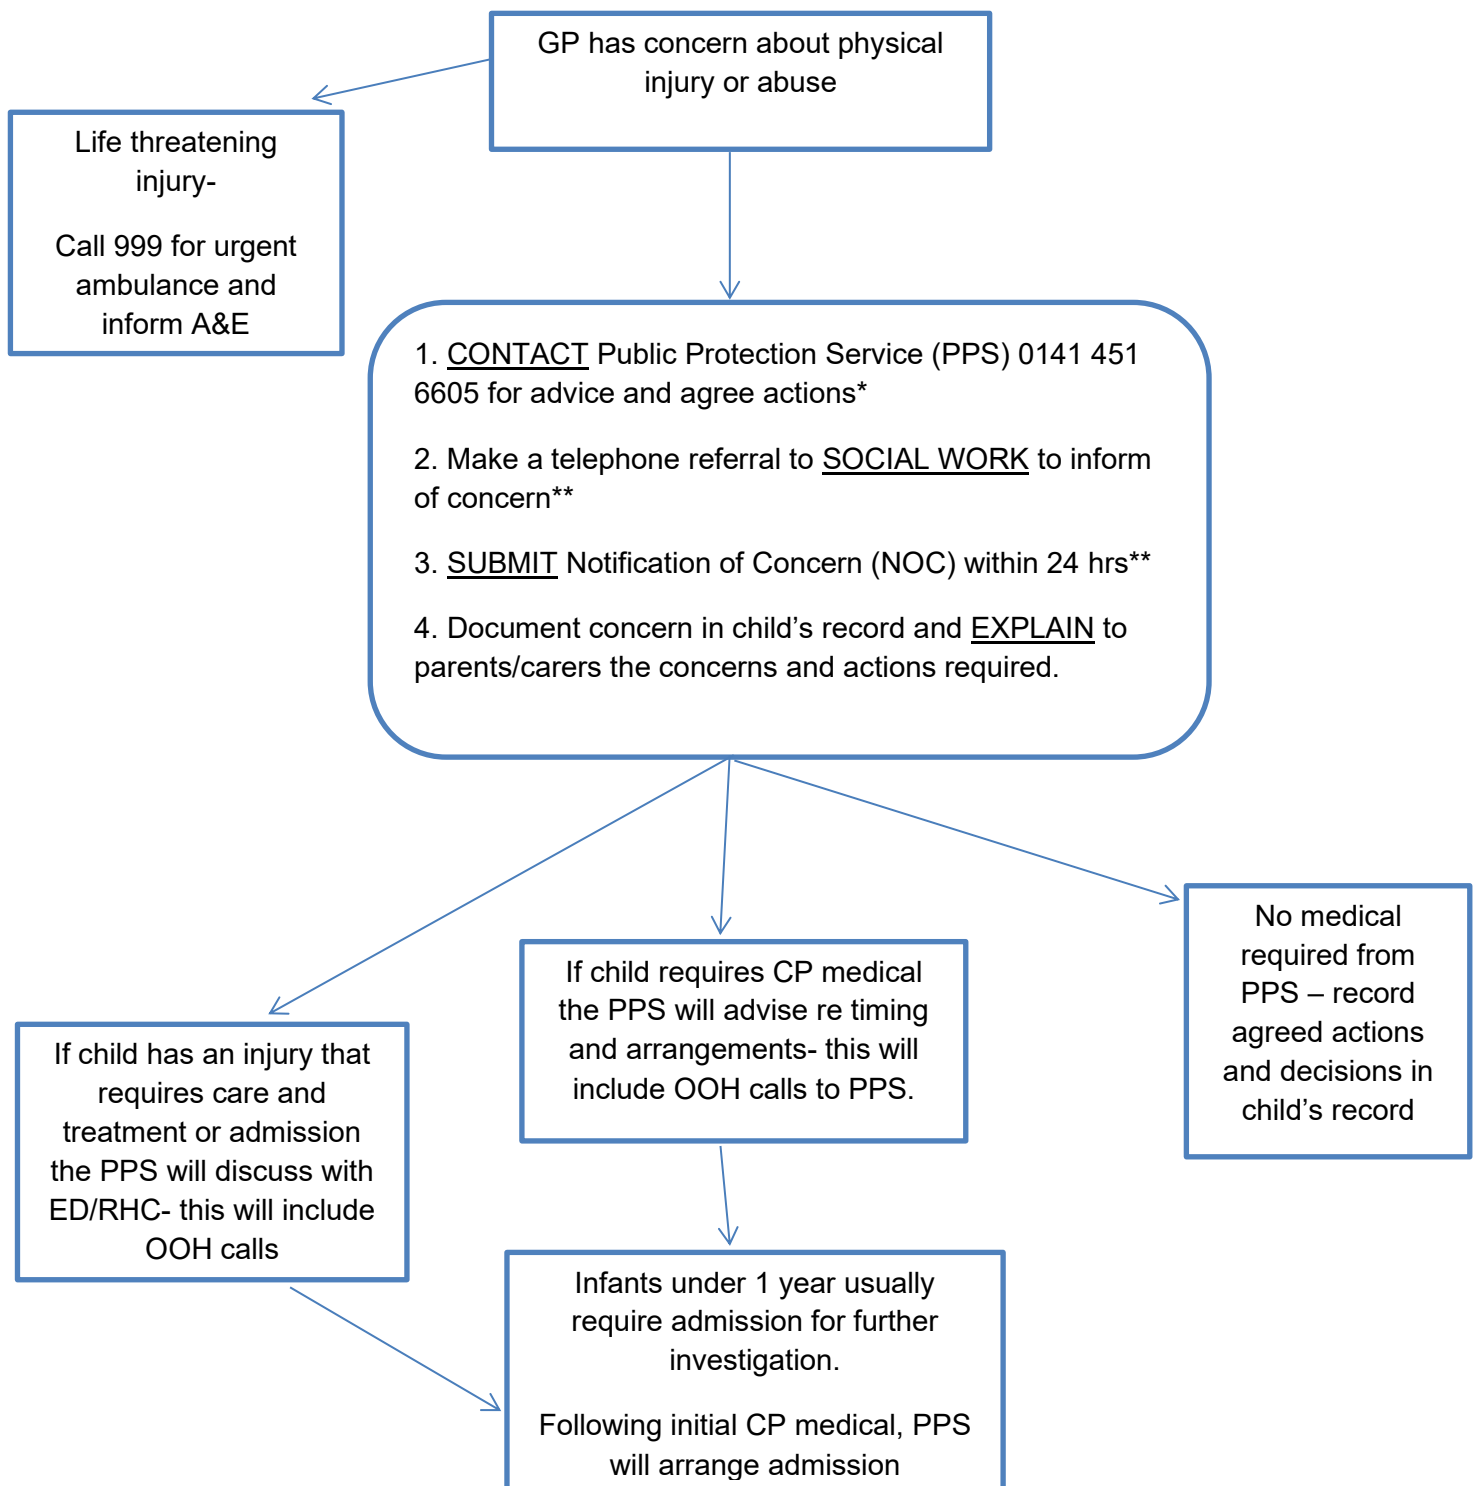 GP has concern about physical
injury or abuse
Life threatening
injury-
Call 999 for urgent
ambulance and
inform A&E
1. CONTACT Public Protection Service (PPS) 0141 451
6605 for advice and agree actions*
2. Make a telephone referral to SOCIAL WORK to inform
of concern**
3. SUBMIT Notification of Concern (NOC) within 24 hrs**
4. Document concern in child’s record and EXPLAIN to
parents/carers the concerns and actions required.
If child has an injury that
requires care and
treatment or admission
the PPS will discuss with
ED/RHC- this will include
OOH calls
If child requires CP medical
the PPS will advise re timing
and arrangements- this will
include OOH calls to PPS.
No medical
required from
PPS – record
agreed actions
and decisions in
child’s record
Infants under 1 year usually
require admission for further
investigation.
Following initial CP medical, PPS
will arrange admission